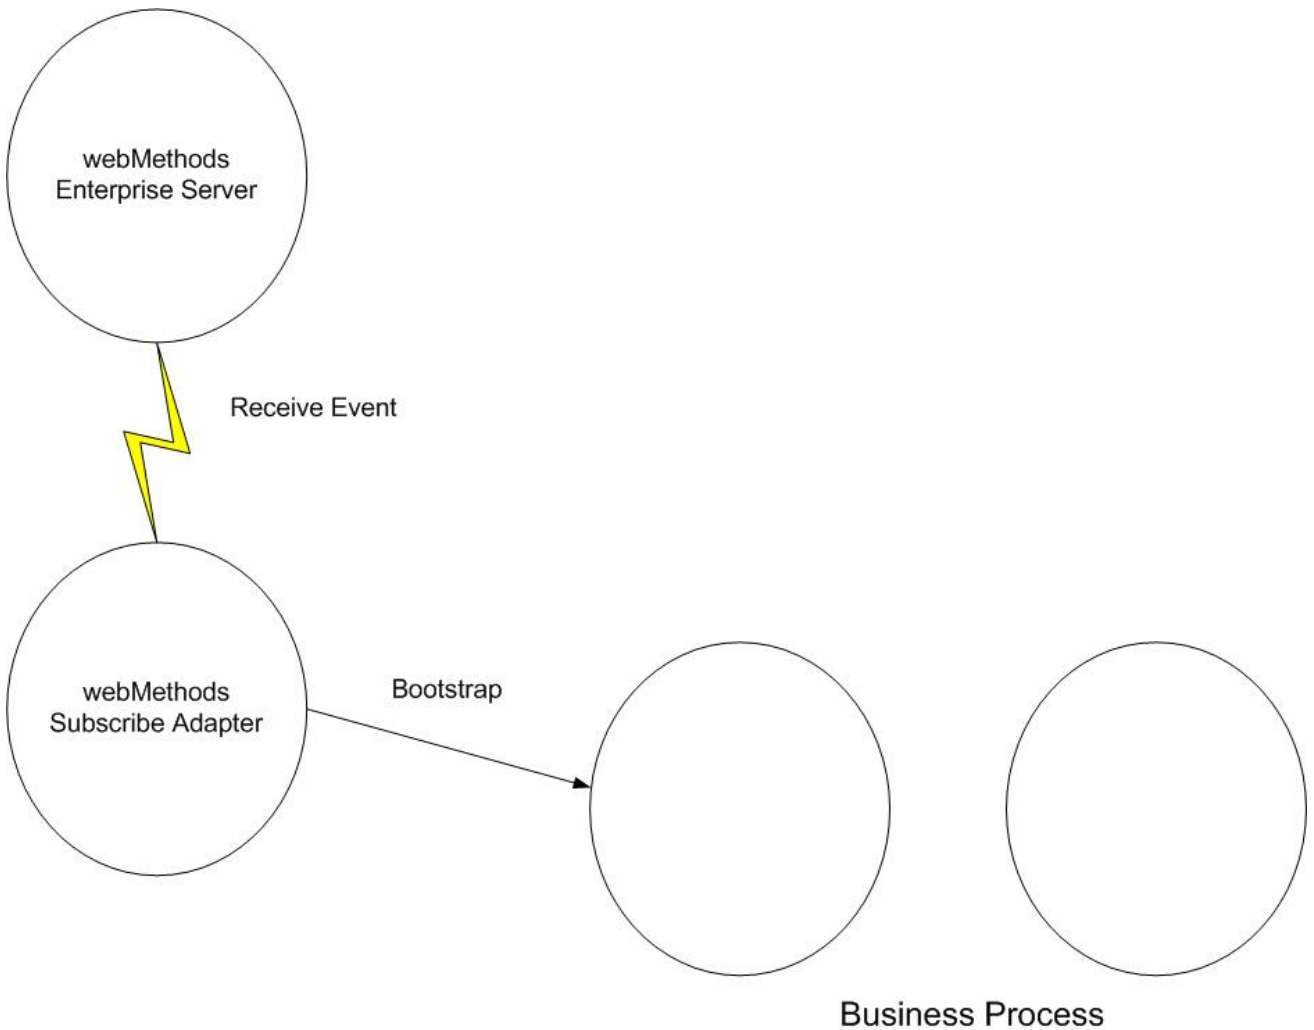 webMethods
Enterprise Server
Receive Event
webMethods
Subscribe Adapter
Bootstrap
Business Process